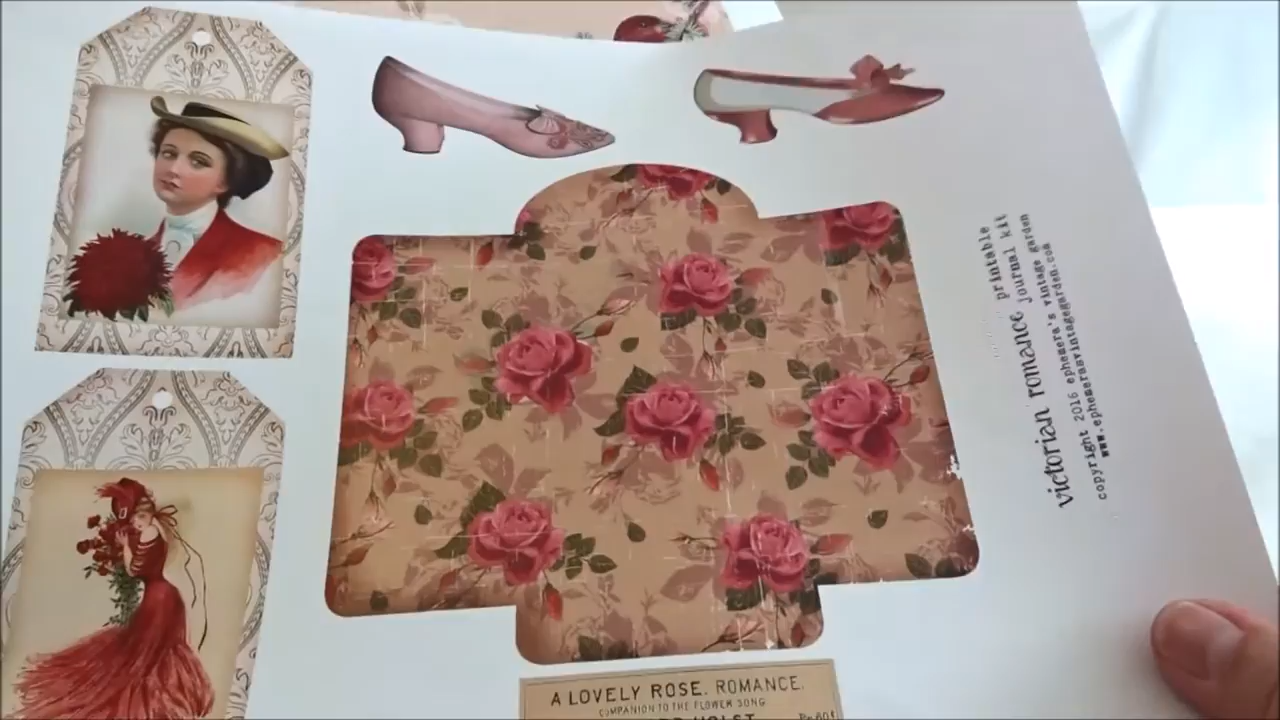 printable
victorian romance journal kit
copyright 2016 ephemera's vintage garden
www.ephemerasvintagegarden.com
A LOVELY ROSE. ROMANCE.
COMPANION TO THE FLOWER SONG
HOLST